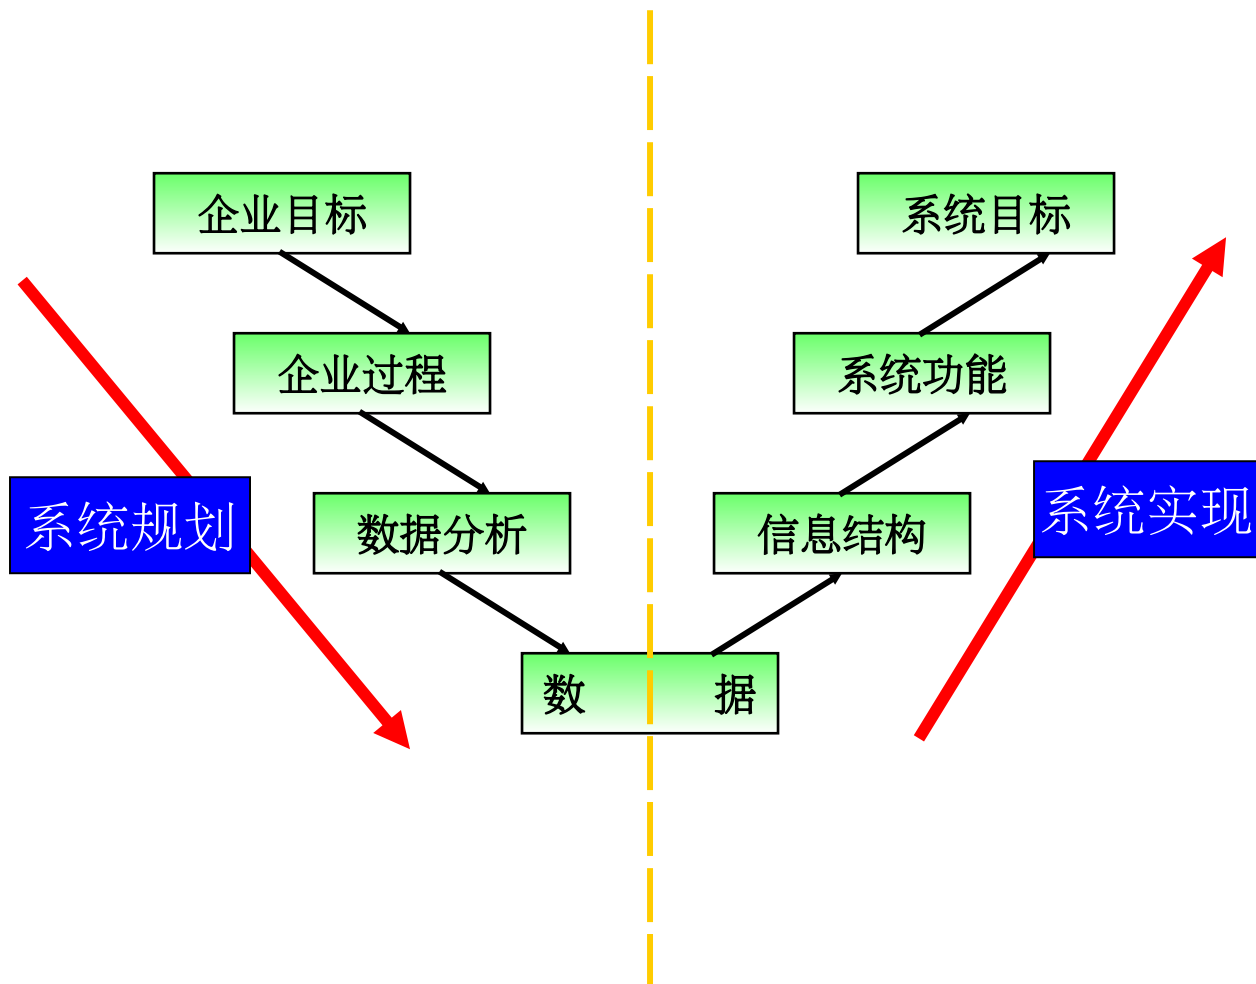 企业目标
系统目标
企业过程
系统功能
系统规划
数据分析
信息结构
系统实现
数 据